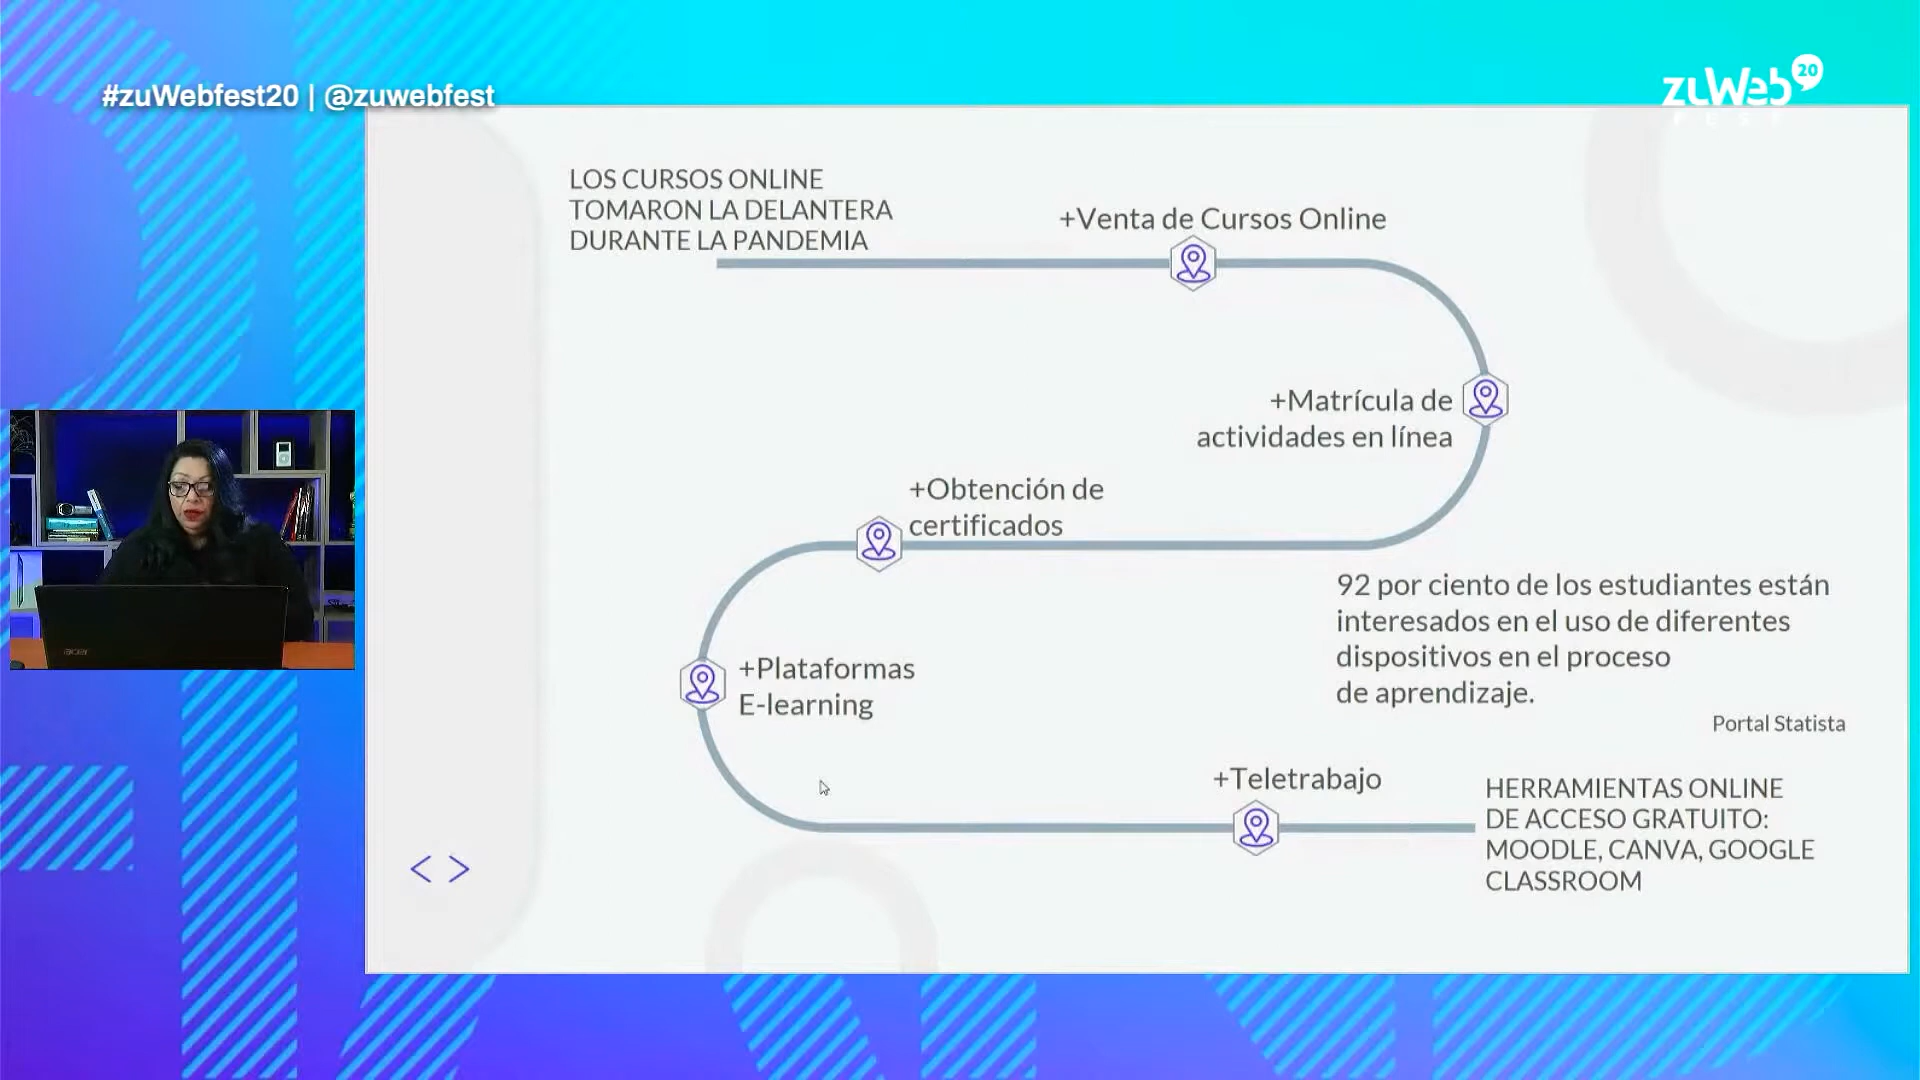 #zuWebfest20 | @zuwebfest
zuWeb 20
FEST
LOS CURSOS ONLINE
TOMARON LA DELANTERA
DURANTE LA PANDEMIA
+Venta de Cursos Online
+Matrícula de
actividades en línea
+Obtención de
certificados
92 por ciento de los estudiantes están
interesados en el uso de diferentes
dispositivos en el proceso
de aprendizaje.
Portal Statista
+Plataformas
E-learning
+Teletrabajo
HERRAMIENTAS ONLINE
DE ACCESO GRATUITO:
MOODLE, CANVA, GOOGLE
CLASSROOM
acer